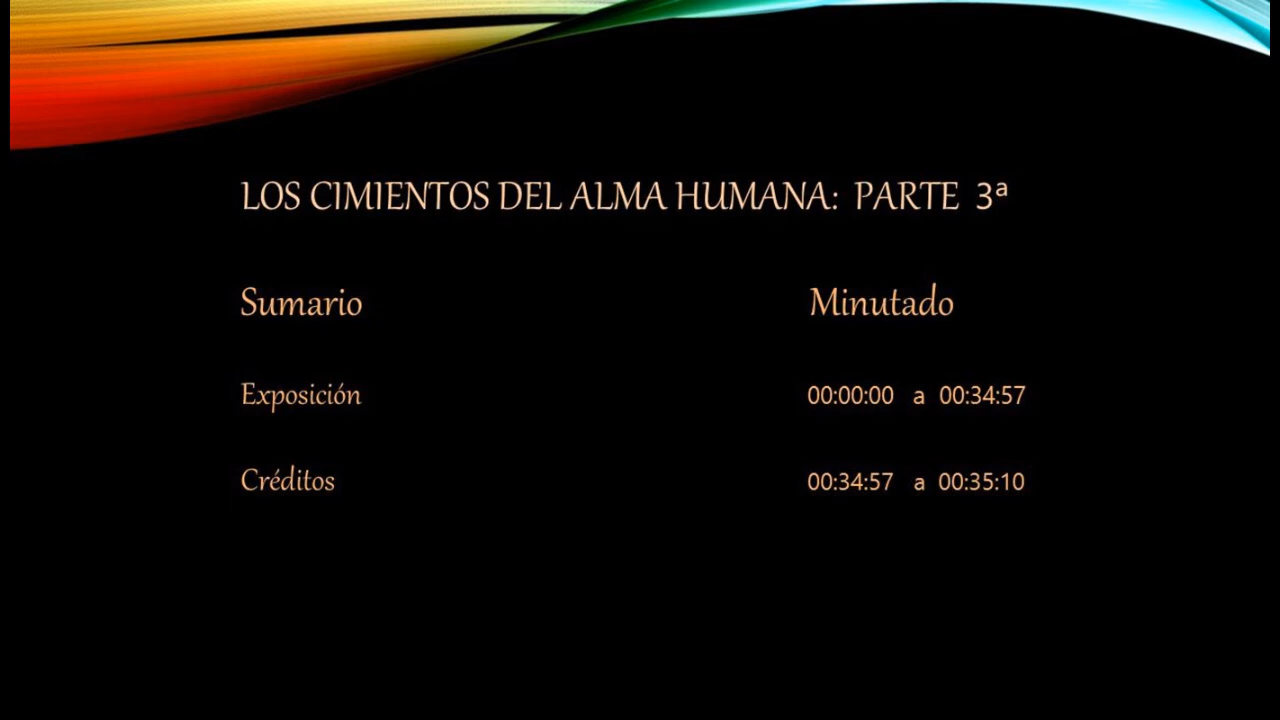 LOS CIMIENTOS DEL ALMA HUMANA: PARTE 3ª
Sumario Minutado
Exposición 00:00:00 a 00:34:57
Créditos 00:34:57 a 00:35:10